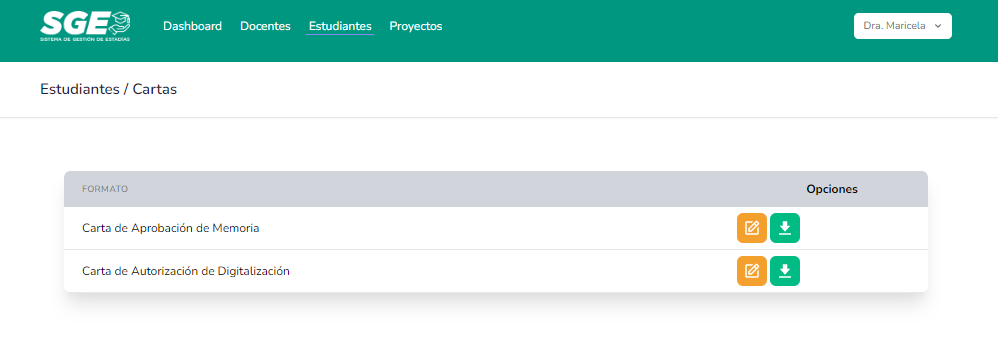 SGE
SISTEMA DE GESTIÓN DE ESTADÍAS
Dashboard Docentes Estudiantes Proyectos
Dra. Maricela
Estudiantes / Cartas
FORMATO Opciones
Carta de Aprobación de Memoria
Carta de Autorización de Digitalización